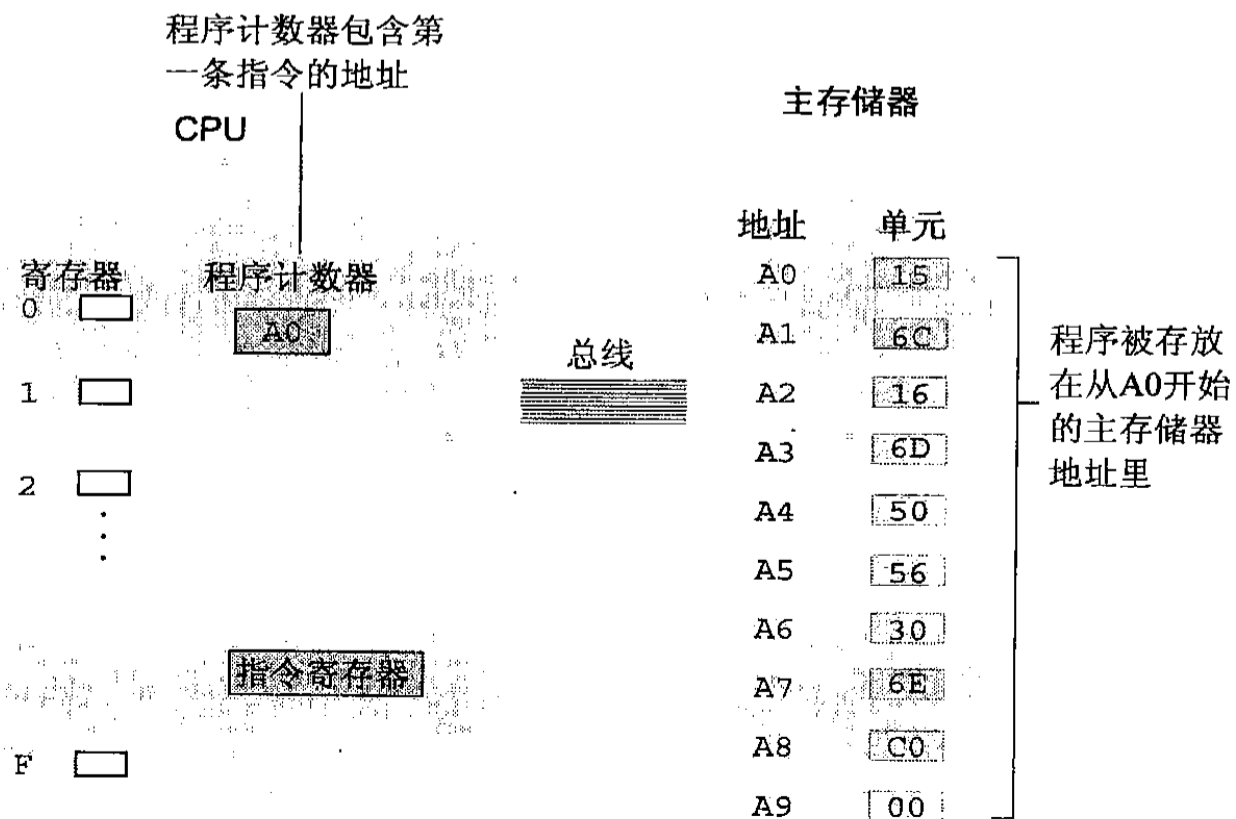 程序计数器包含第
一条指令的地址
CPU
主存储器
寄存器
程序计数器
地址 单元
0
A0
A0 15
A1 6C
总线
1
A2 16
A3 6D
2
A4 50
A5 56
A6 30
指令寄存器
A7 6E
F
A8 C0
A9 00
程序被存放
在从A0开始
的主存储器
地址里